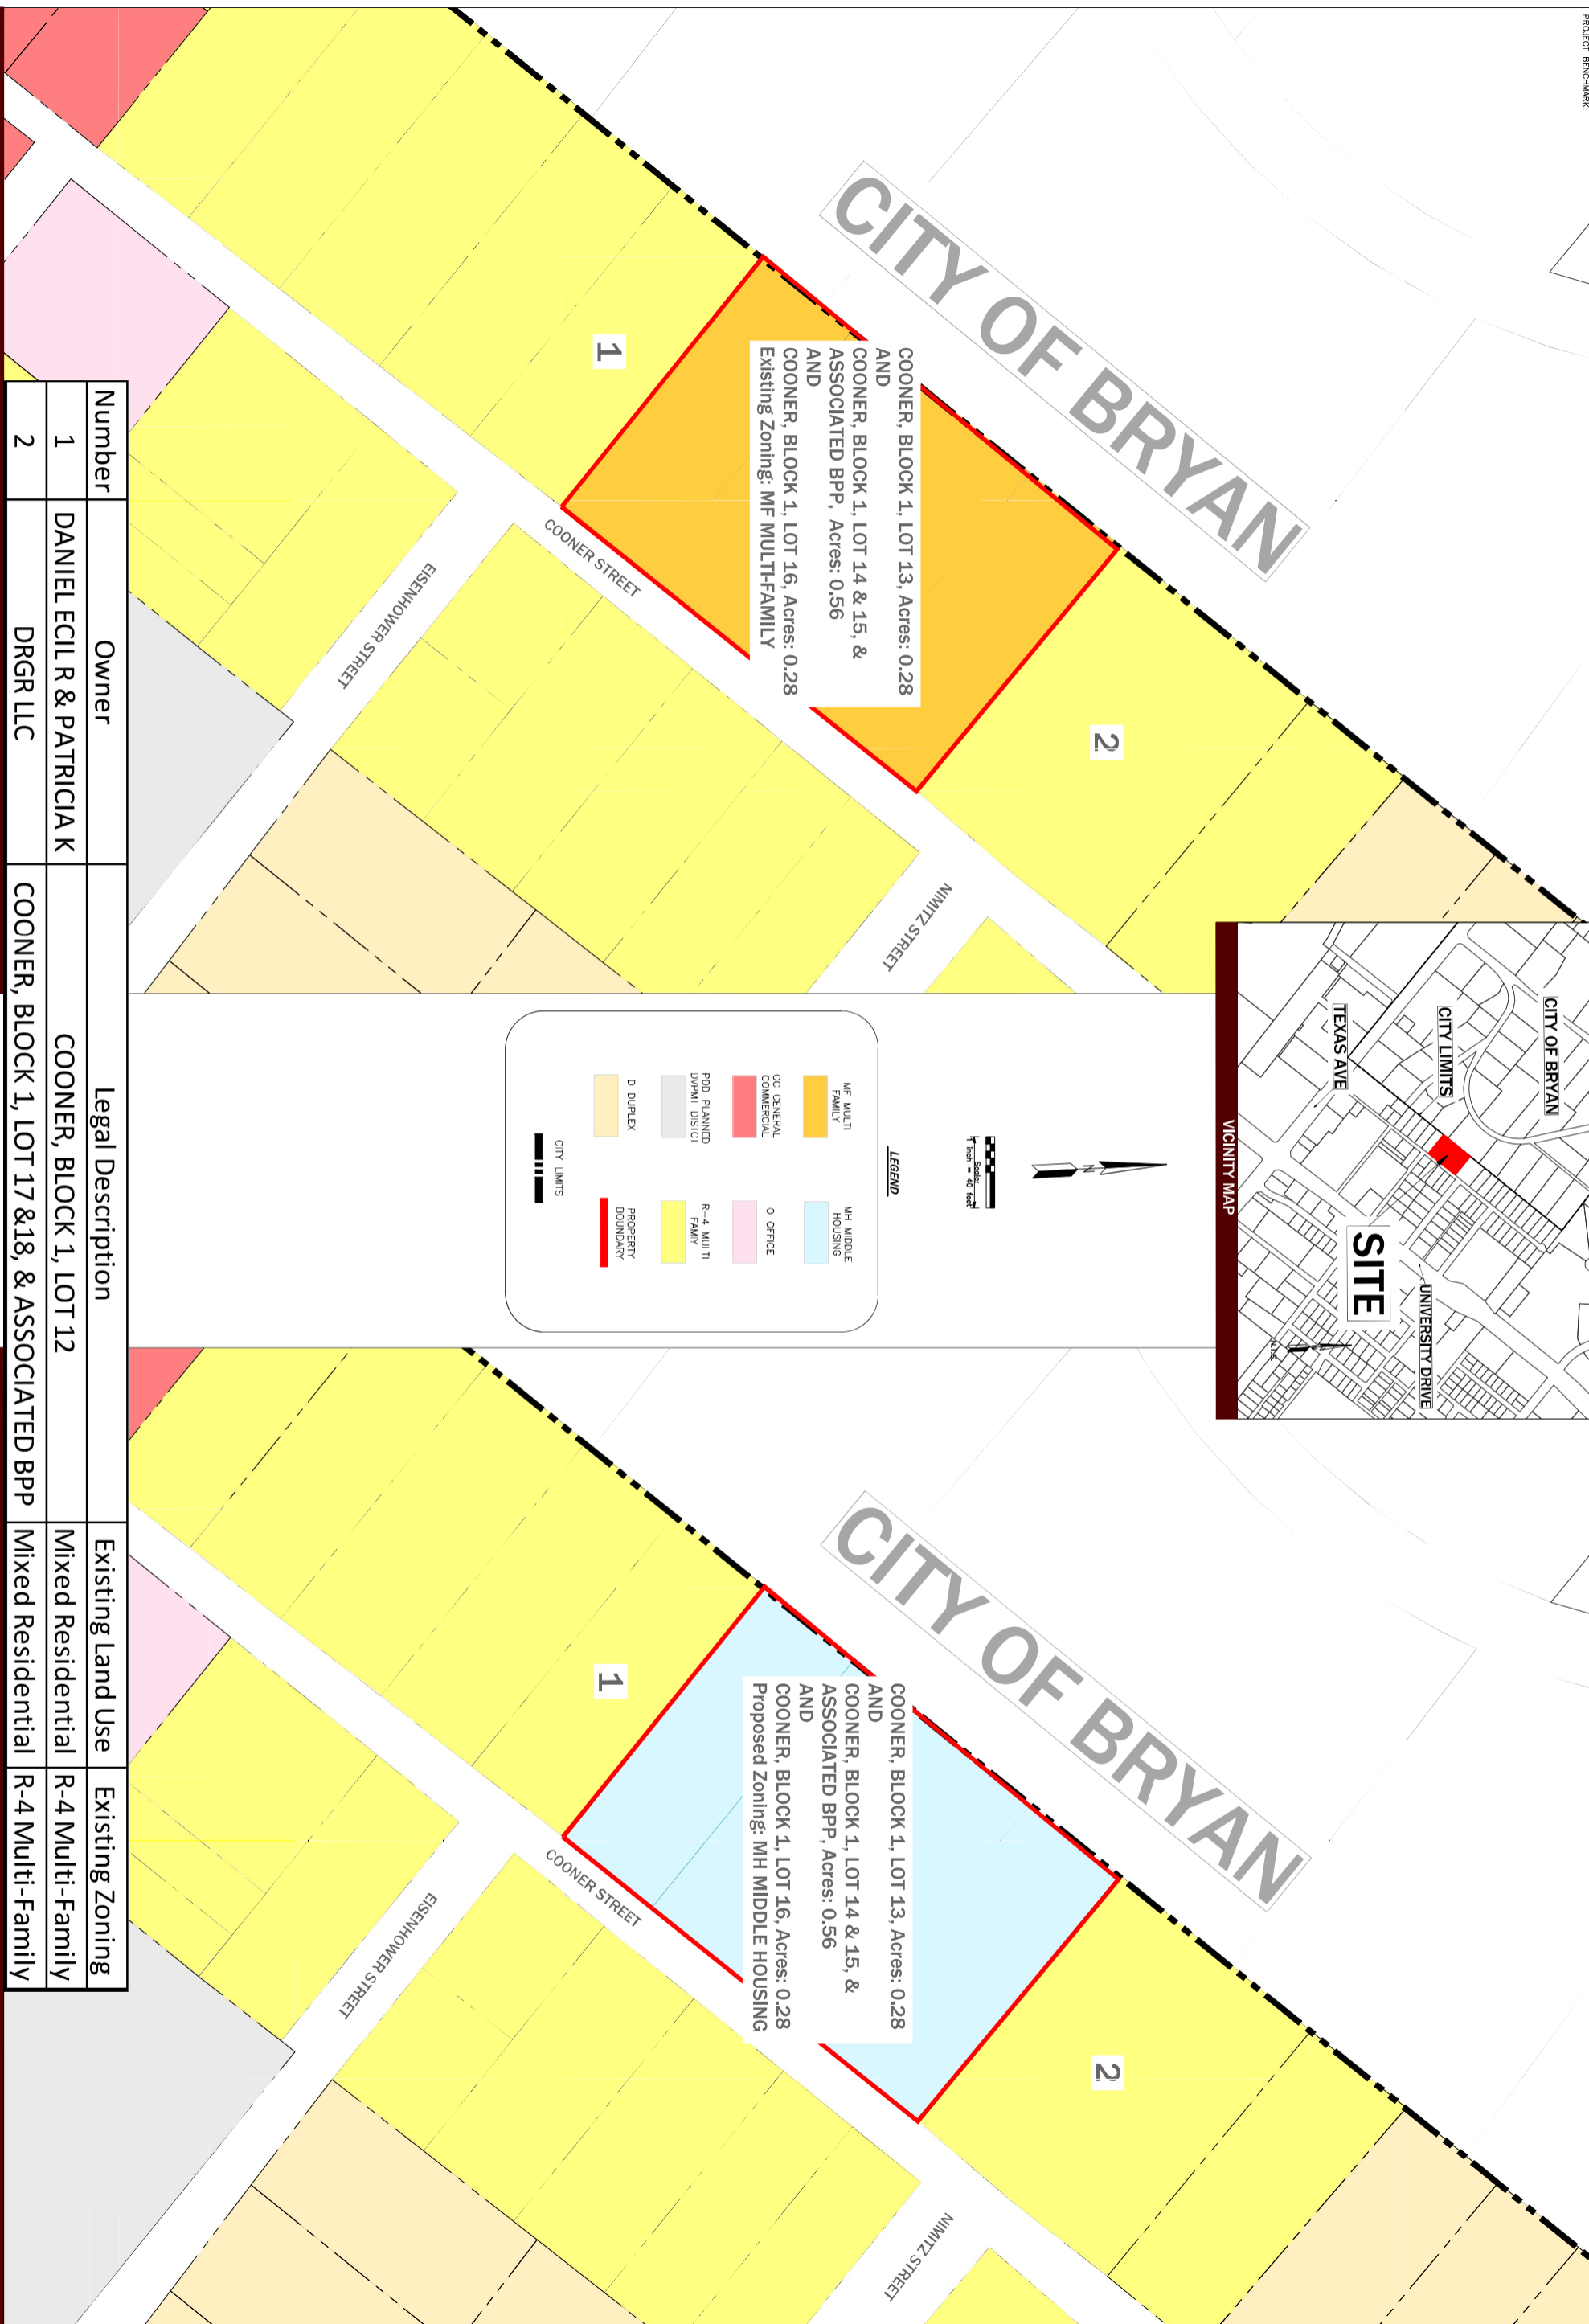 PROJECT BENCHMARK:
CITY OF BRYAN
COONER, BLOCK 1, LOT 13, Acres: 0.28
AND
COONER, BLOCK 1, LOT 14 & 15, &
ASSOCIATED BPP, Acres: 0.56
AND
COONER, BLOCK 1, LOT 16, Acres: 0.28
Existing Zoning: MF MULTI-FAMILY
1
2
COONER STREET
EISENHOWER STREET
NIMITZ STREET
CITY OF BRYAN
CITY LIMITS
TEXAS AVE
SITE
UNIVERSITY DRIVE
N.T.S.
VICINITY MAP
N
Scale:
1 inch = 40 feet
LEGEND
MF MULTI
FAMILY
MH MIDDLE
HOUSING
GC GENERAL
COMMERCIAL
O OFFICE
PDD PLANNED
DVPMT DISTCT
R-4 MULTI
FAMIY
D DUPLEX
PROPERTY
BOUNDARY
CITY LIMITS
CITY OF BRYAN
COONER, BLOCK 1, LOT 13, Acres: 0.28
AND
COONER, BLOCK 1, LOT 14 & 15, &
ASSOCIATED BPP, Acres: 0.56
AND
COONER, BLOCK 1, LOT 16, Acres: 0.28
Proposed Zoning: MH MIDDLE HOUSING
1
2
COONER STREET
EISENHOWER STREET
NIMITZ STREET
Number Owner Legal Description Existing Land Use Existing Zoning
1 DANIEL ECIL R & PATRICIA K COONER, BLOCK 1, LOT 12 Mixed Residential R-4 Multi-Family
2 DRGR LLC COONER, BLOCK 1, LOT 17 &18, & ASSOCIATED BPP Mixed Residential R-4 Multi-Family